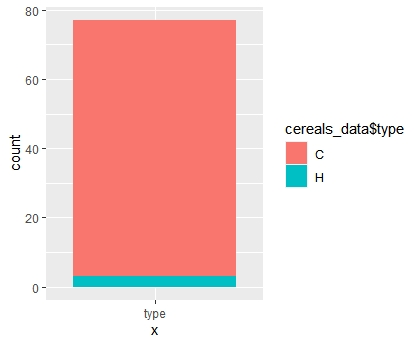 80
60
40
20
0
count
type
x
cereals_data$type
C
H